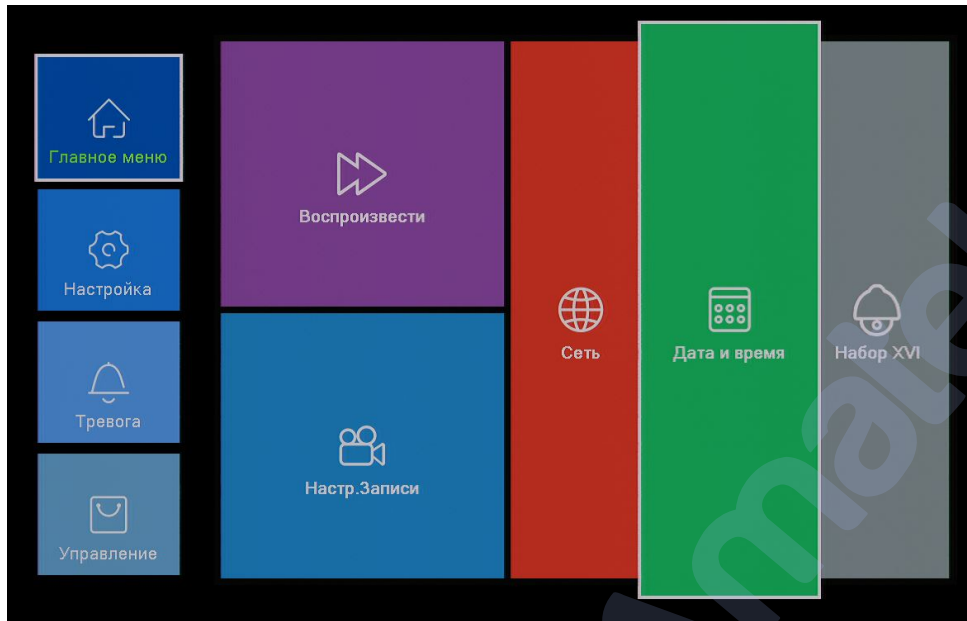 Главное меню
Настройка
Тревога
Управление
Воспроизвести
Настр.Записи
Сеть
Дата и время
Набор XVI